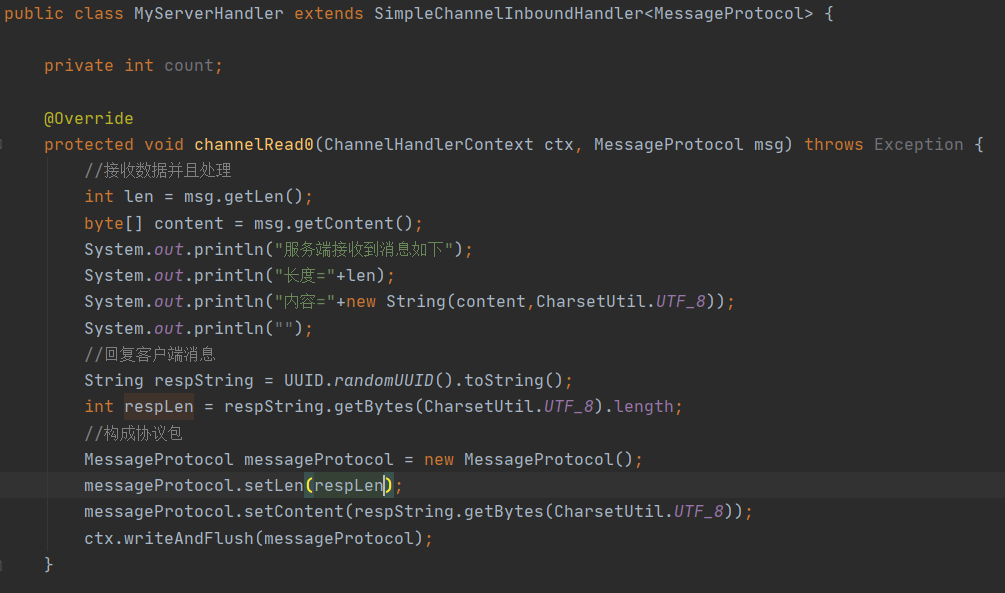 public class MyServerHandler extends SimpleChannelInboundHandler<MessageProtocol> {
private int count;
@Override
protected void channelRead0(ChannelHandlerContext ctx, MessageProtocol msg) throws Exception {
//接收数据并且处理
int len = msg.getLen();
byte[] content = msg.getContent();
System.out.println("服务端接收到消息如下");
System.out.println("长度="+len);
System.out.println("内容="+new String(content,CharsetUtil.UTF_8));
System.out.println("");
//回复客户端消息
String respString = UUID.randomUUID().toString();
int respLen = respString.getBytes(CharsetUtil.UTF_8).length;
//构成协议包
MessageProtocol messageProtocol = new MessageProtocol();
messageProtocol.setLen(respLen);
messageProtocol.setContent(respString.getBytes(CharsetUtil.UTF_8));
ctx.writeAndFlush(messageProtocol);
}